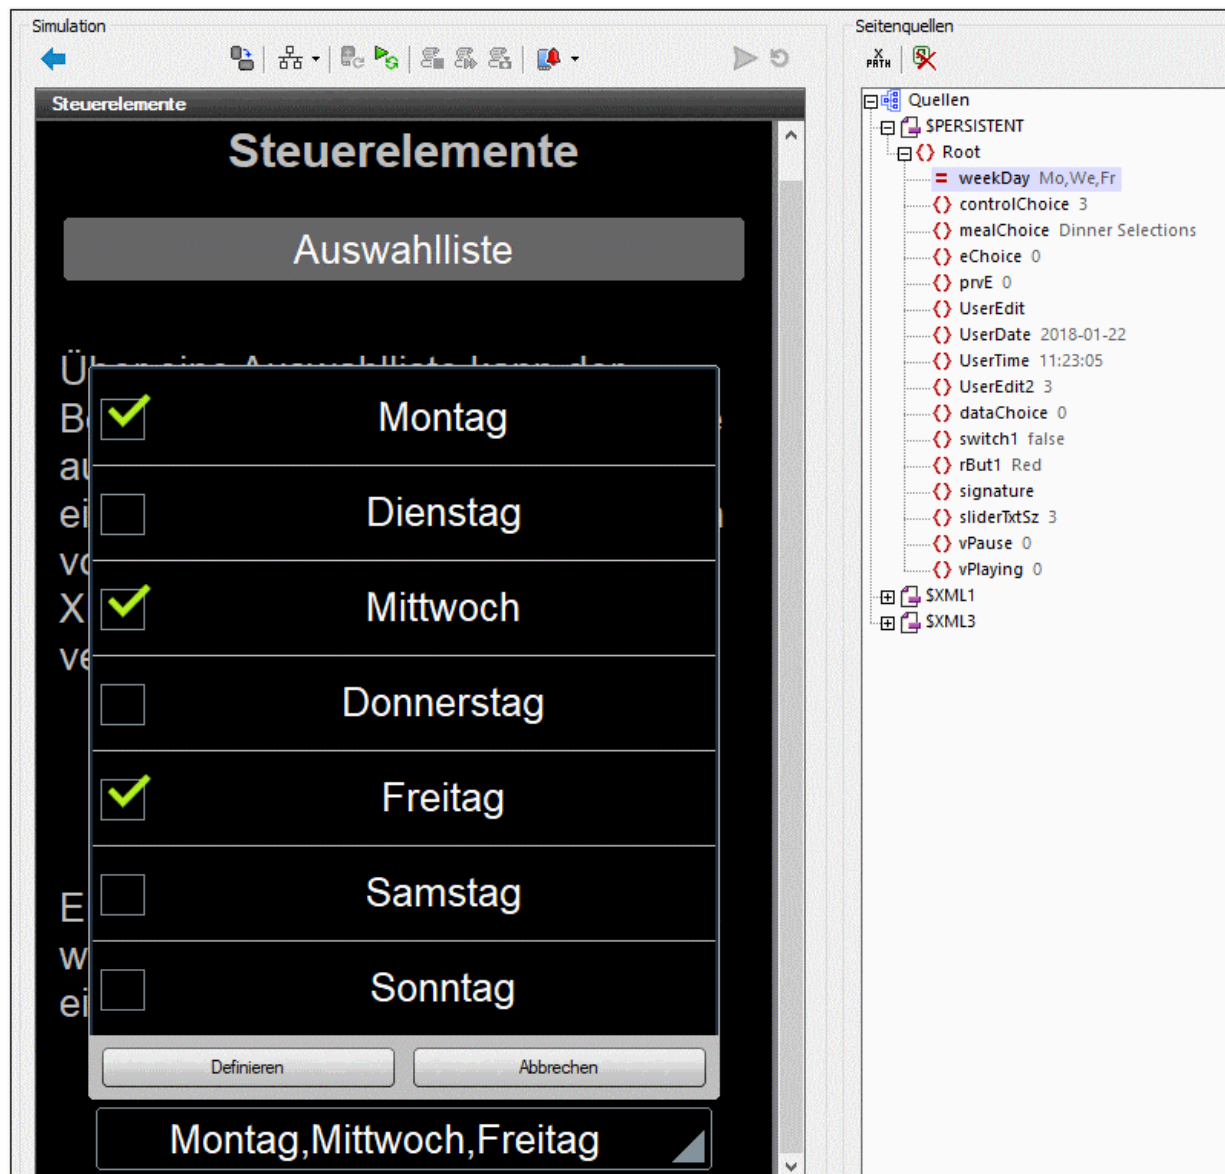 Simulation
Steuerelemente
Steuerelemente
Auswahlliste
Montag
Dienstag
Mittwoch
Donnerstag
Freitag
Samstag
Sonntag
Definieren Abbrechen
Montag,Mittwoch,Freitag
Seitenquellen
X
PATH
Quellen
$PERSISTENT
Root
weekDay Mo,We,Fr
controlChoice 3
mealChoice Dinner Selections
eChoice 0
prvE 0
UserEdit
UserDate 2018-01-22
UserTime 11:23:05
UserEdit2 3
dataChoice 0
switch1 false
rBut1 Red
signature
sliderTxtSz 3
vPause 0
vPlaying 0
$XML1
$XML3